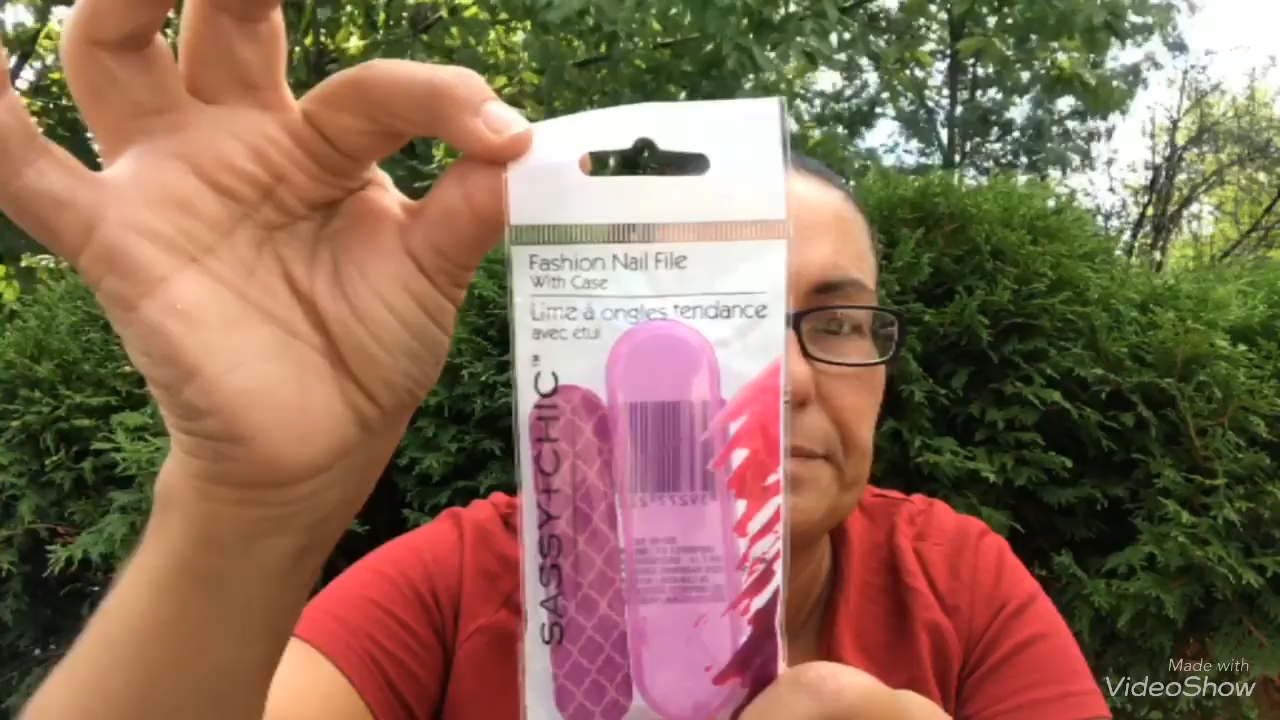 Fashion Nail File
With Case
Lime à ongles tendance
avec étui
SASSY+CHIC™
Made with
VideoShow